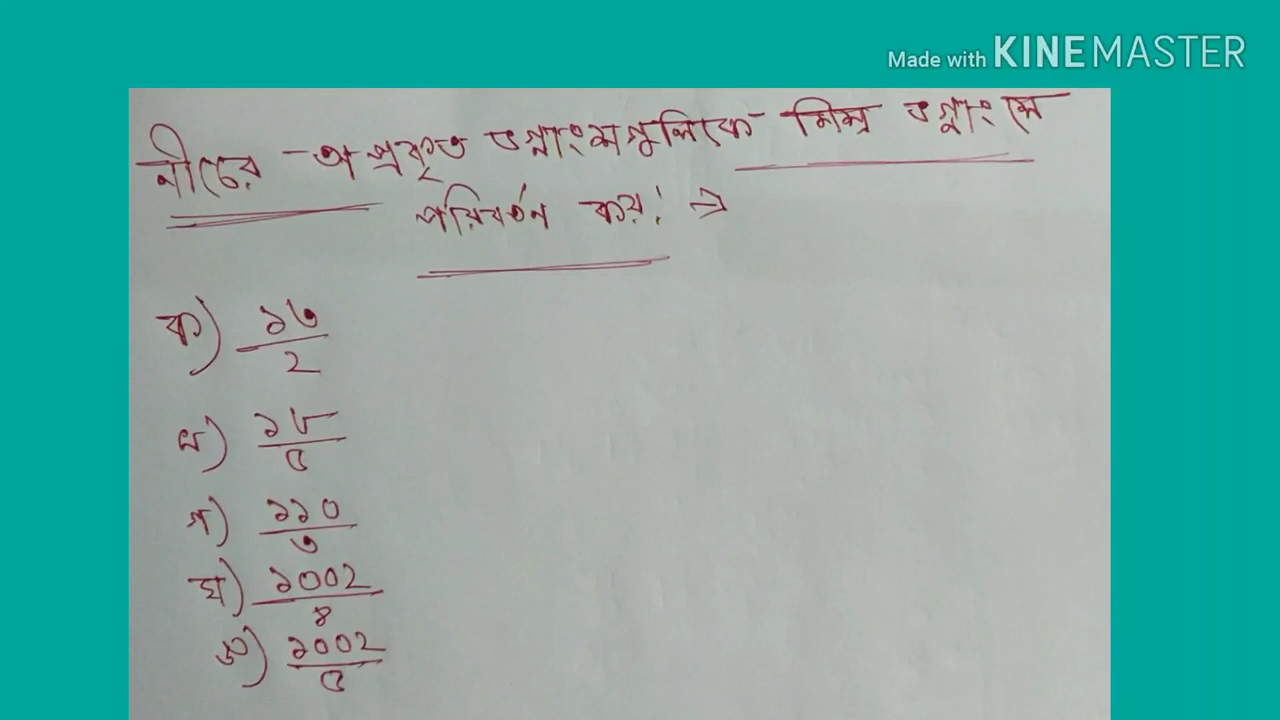 Made with KINEMASTER
নীচের অপ্রকৃত ভগ্নাংশগুলিকে মিশ্র ভগ্নাংশে
পরিবর্তন কর। ⇒
ক) ১৩/২
খ) ১৮/৫
গ) ১১০/৩
ঘ) ১০০২/৪
ঙ) ১০০২/৫